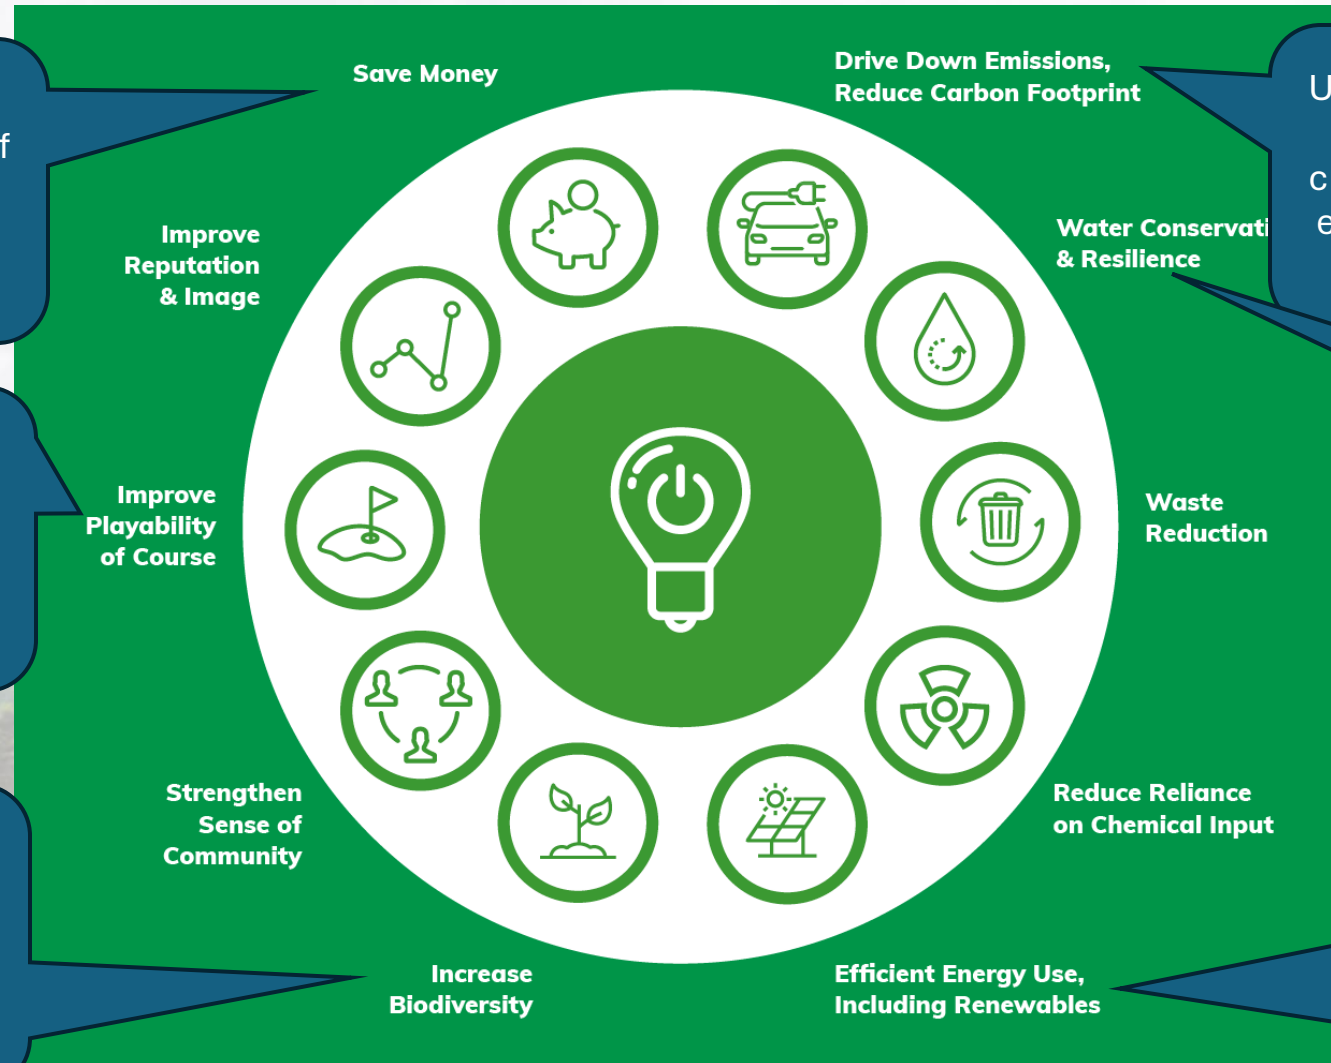 Save Money
Drive Down Emissions,
Reduce Carbon Footprint
Improve
Reputation
& Image
Water Conservati
& Resilience
Improve
Playability
of Course
Waste
Reduction
Strengthen
Sense of
Community
Reduce Reliance
on Chemical Input
Increase
Biodiversity
Efficient Energy Use,
Including Renewables